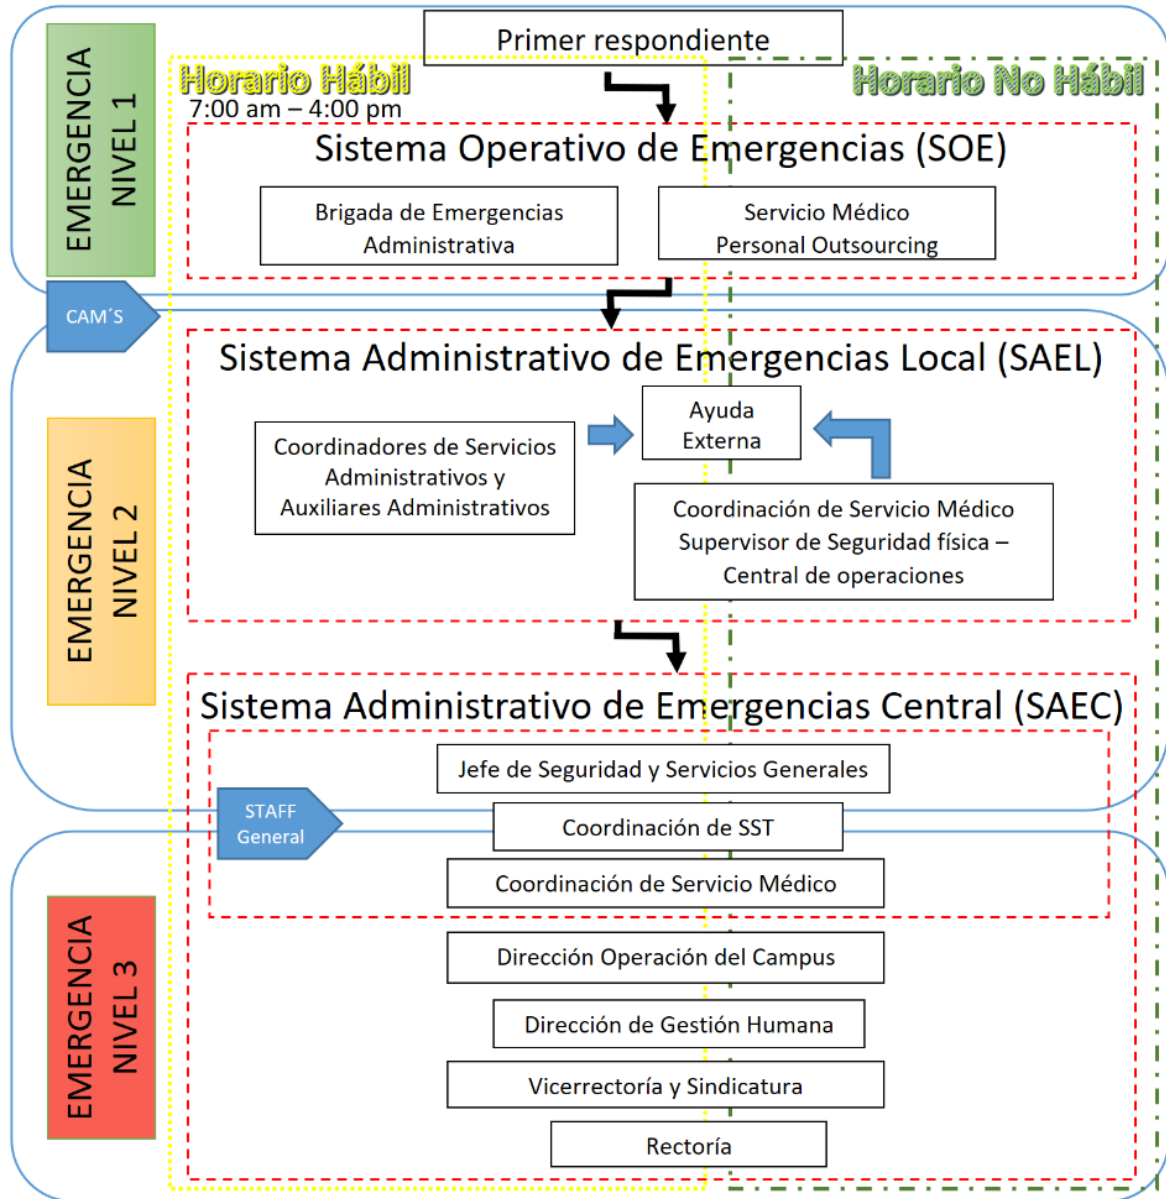 Primer respondiente
EMERGENCIA
NIVEL 1
Horario Hábil
7:00 am – 4:00 pm
Horario No Hábil
Sistema Operativo de Emergencias (SOE)
Brigada de Emergencias
Administrativa
Servicio Médico
Personal Outsourcing
CAM´S
EMERGENCIA
NIVEL 2
Sistema Administrativo de Emergencias Local (SAEL)
Ayuda
Externa
Coordinadores de Servicios
Administrativos y
Auxiliares Administrativos
Coordinación de Servicio Médico
Supervisor de Seguridad física –
Central de operaciones
Sistema Administrativo de Emergencias Central (SAEC)
Jefe de Seguridad y Servicios Generales
STAFF
General
Coordinación de SST
Coordinación de Servicio Médico
EMERGENCIA
NIVEL 3
Dirección Operación del Campus
Dirección de Gestión Humana
Vicerrectoría y Sindicatura
Rectoría